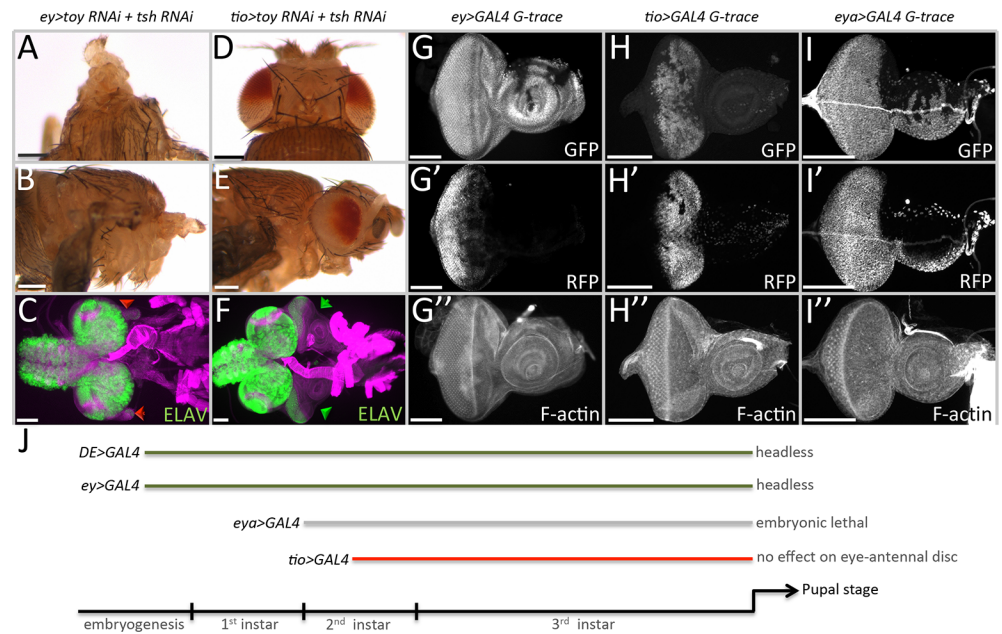 ey>toy RNAi + tsh RNAi
tio>toy RNAi + tsh RNAi
ey>GAL4 G-trace
tio>GAL4 G-trace
eya>GAL4 G-trace
A
D
G
GFP
H
GFP
I
GFP
B
E
G’
RFP
H’
RFP
I’
RFP
C
ELAV
F
ELAV
G’’
F-actin
H’’
F-actin
I’’
F-actin
J
DE>GAL4
headless
ey>GAL4
headless
eya>GAL4
embryonic lethal
tio>GAL4
no effect on eye-antennal disc
Pupal stage
embryogenesis
1st instar
2nd instar
3rd instar